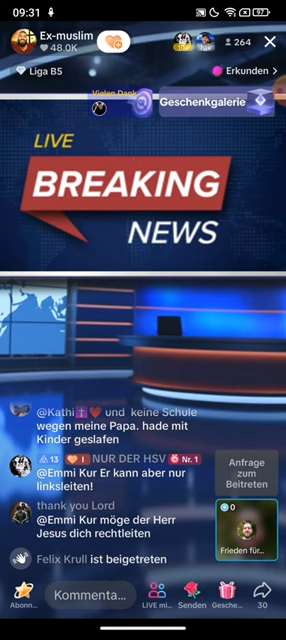 09:31
97
Ex-muslim
48.0K
264
Liga B5
Erkunden
Vielen Dank
Geschenkgalerie
LIVE
BREAKING
NEWS
@Kathi und keine Schule
wegen meine Papa. hade mit
Kinder geslafen
13 I NUR DER HSV Nr. 1
@Emmi Kur Er kann aber nur
linksleiten!
thank you Lord
@Emmi Kur möge der Herr
Jesus dich rechtleiten
Felix Krull ist beigetreten
Anfrage
zum
Beitreten
0
Frieden für...
Abonn...
Kommenta...
LIVE mi...
Senden
Gesche...
30